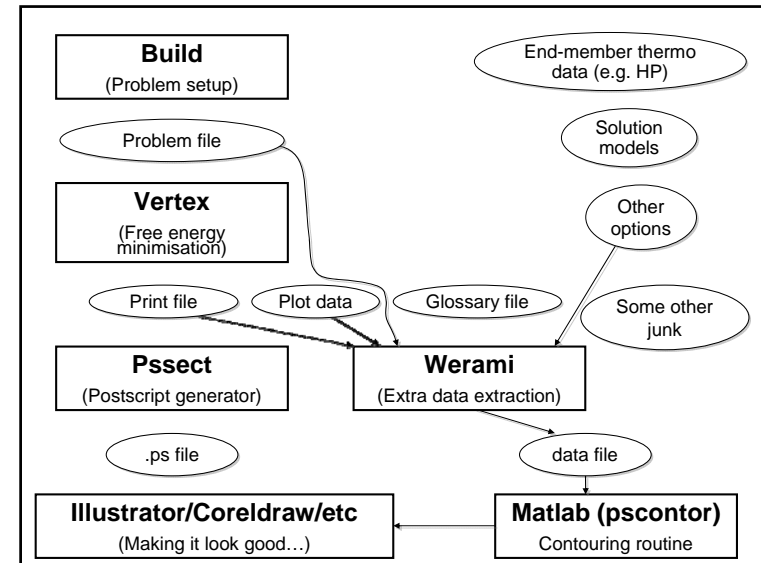 Build
(Problem setup)
End-member thermo
data (e.g. HP)
Problem file
Solution
models
Vertex
(Free energy
minimisation)
Other
options
Print file
Plot data
Glossary file
Some other
junk
Pssect
(Postscript generator)
Werami
(Extra data extraction)
.ps file
data file
Illustrator/Coreldraw/etc
(Making it look good…)
Matlab (pscontor)
Contouring routine